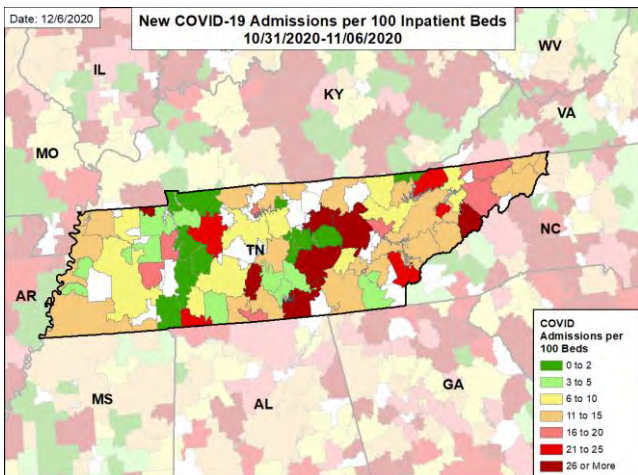 Date: 12/6/2020
New COVID-19 Admissions per 100 Inpatient Beds
10/31/2020-11/06/2020
WV
IL
KY
VA
MO
TN
NC
AR
MS
AL
GA
COVID
Admissions per
100 Beds
0 to 2
3 to 5
6 to 10
11 to 15
16 to 20
21 to 25
26 or More